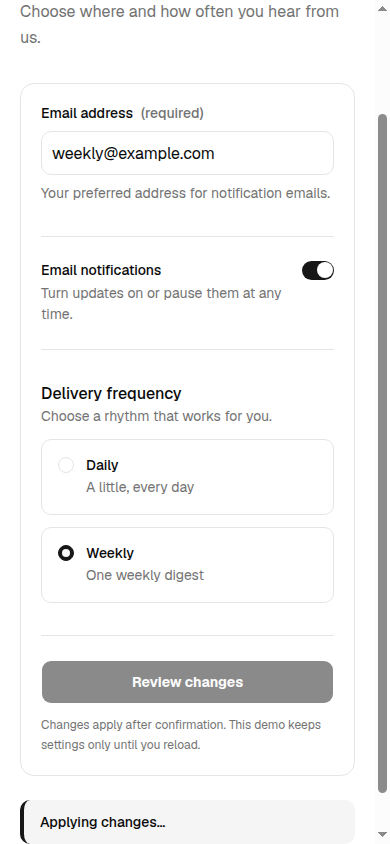 Choose where and how often you hear from
us.
Email address (required)
weekly@example.com
Your preferred address for notification emails.
Email notifications
Turn updates on or pause them at any
time.
Delivery frequency
Choose a rhythm that works for you.
Daily
A little, every day
Weekly
One weekly digest
Review changes
Changes apply after confirmation. This demo keeps
settings only until you reload.
Applying changes...